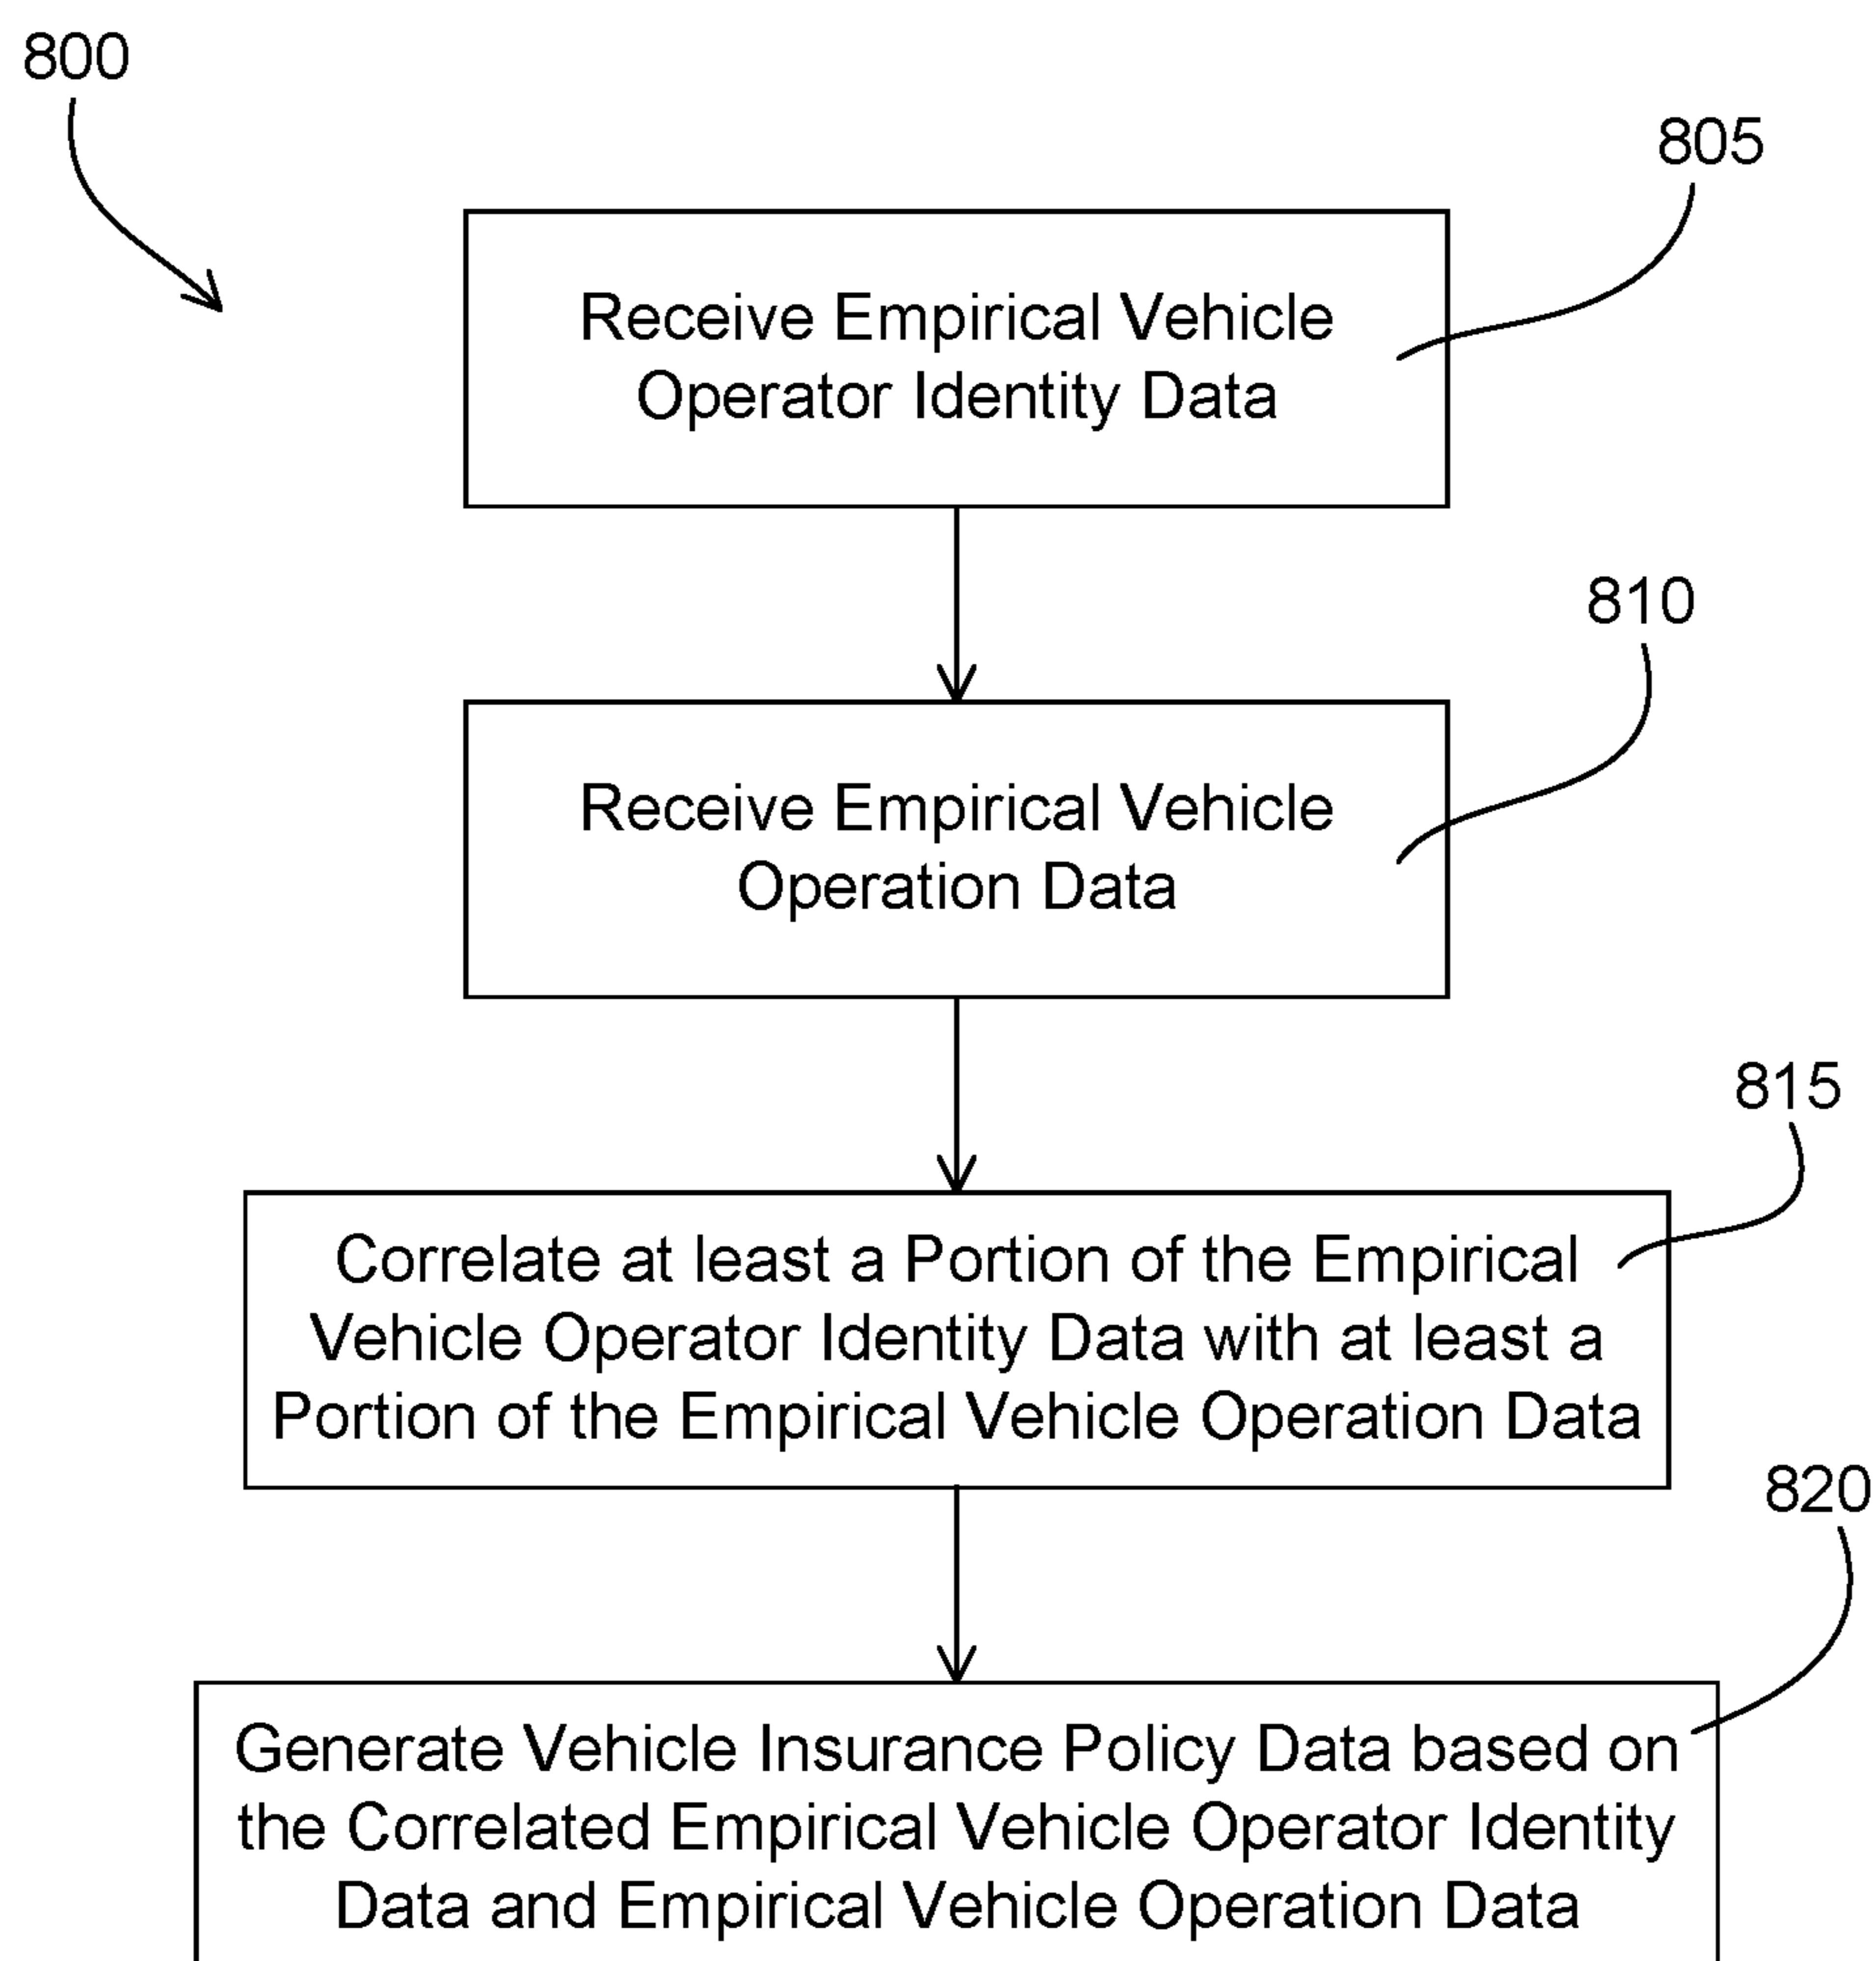 800
805
Receive Empirical Vehicle
Operator Identity Data
810
Receive Empirical Vehicle
Operation Data
815
Correlate at least a Portion of the Empirical
Vehicle Operator Identity Data with at least a
Portion of the Empirical Vehicle Operation Data
820
Generate Vehicle Insurance Policy Data based on
the Correlated Empirical Vehicle Operator Identity
Data and Empirical Vehicle Operation Data